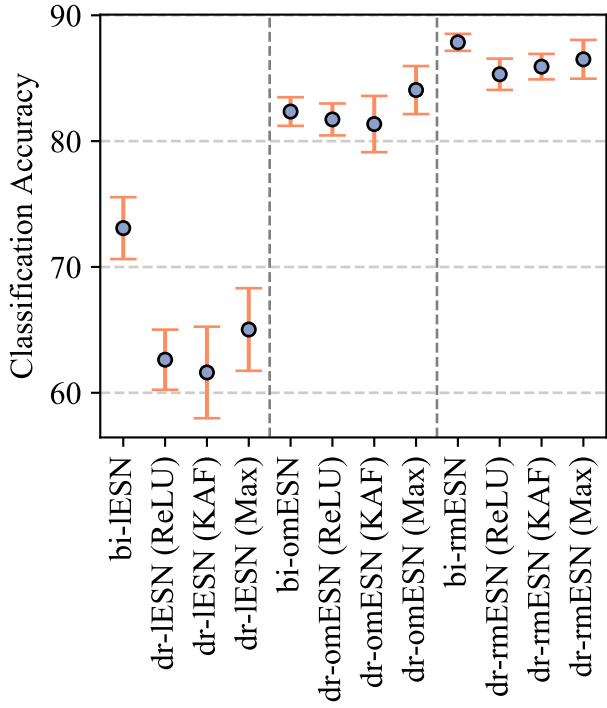 Classification Accuracy
90
80
70
60
bi-lESN
dr-lESN (ReLU)
dr-lESN (KAF)
dr-lESN (Max)
bi-omESN
dr-omESN (ReLU)
dr-omESN (KAF)
dr-omESN (Max)
bi-rmESN
dr-rmESN (ReLU)
dr-rmESN (KAF)
dr-rmESN (Max)